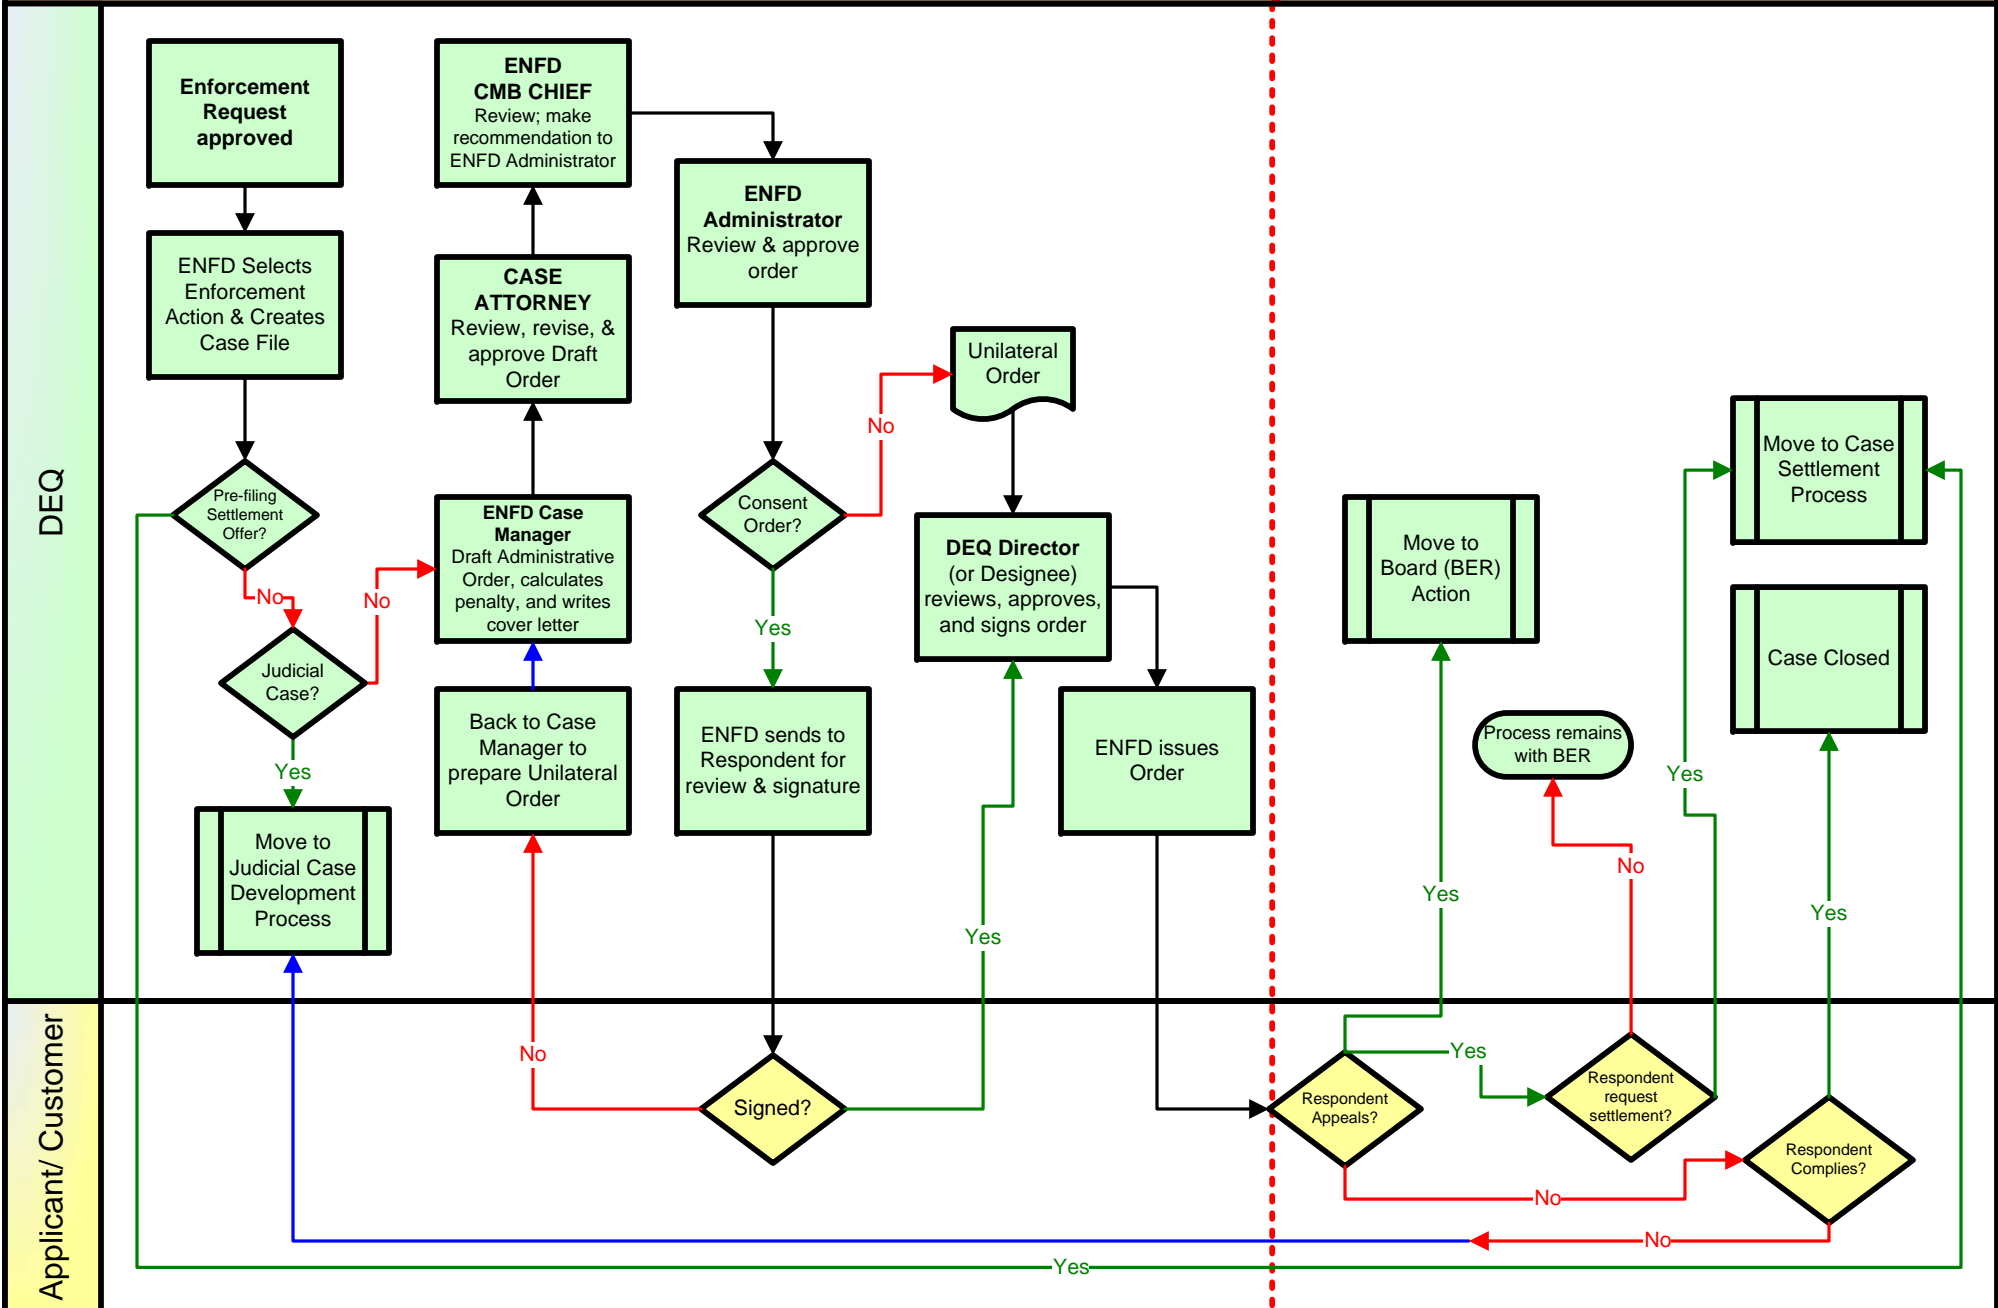 DEQ
Enforcement
Request
approved
ENFD Selects
Enforcement
Action & Creates
Case File
Pre-filing
Settlement
Offer?
No
Judicial
Case?
No
Yes
Move to
Judicial Case
Development
Process
ENFD
CMB CHIEF
Review; make
recommendation to
ENFD Administrator
CASE
ATTORNEY
Review, revise, &
approve Draft
Order
ENFD Case
Manager
Draft Administrative
Order, calculates
penalty, and writes
cover letter
Back to Case
Manager to
prepare Unilateral
Order
No
ENFD
Administrator
Review & approve
order
Consent
Order?
No
Yes
ENFD sends to
Respondent for
review & signature
Unilateral
Order
DEQ Director
(or Designee)
reviews, approves,
and signs order
Yes
ENFD issues
Order
Move to
Board (BER)
Action
Yes
Process remains
with BER
No
Yes
Move to Case
Settlement
Process
Case Closed
Yes
Applicant/ Customer
Signed?
Respondent
Appeals?
Yes
Respondent
request
settlement?
No
Respondent
Complies?
No
Yes